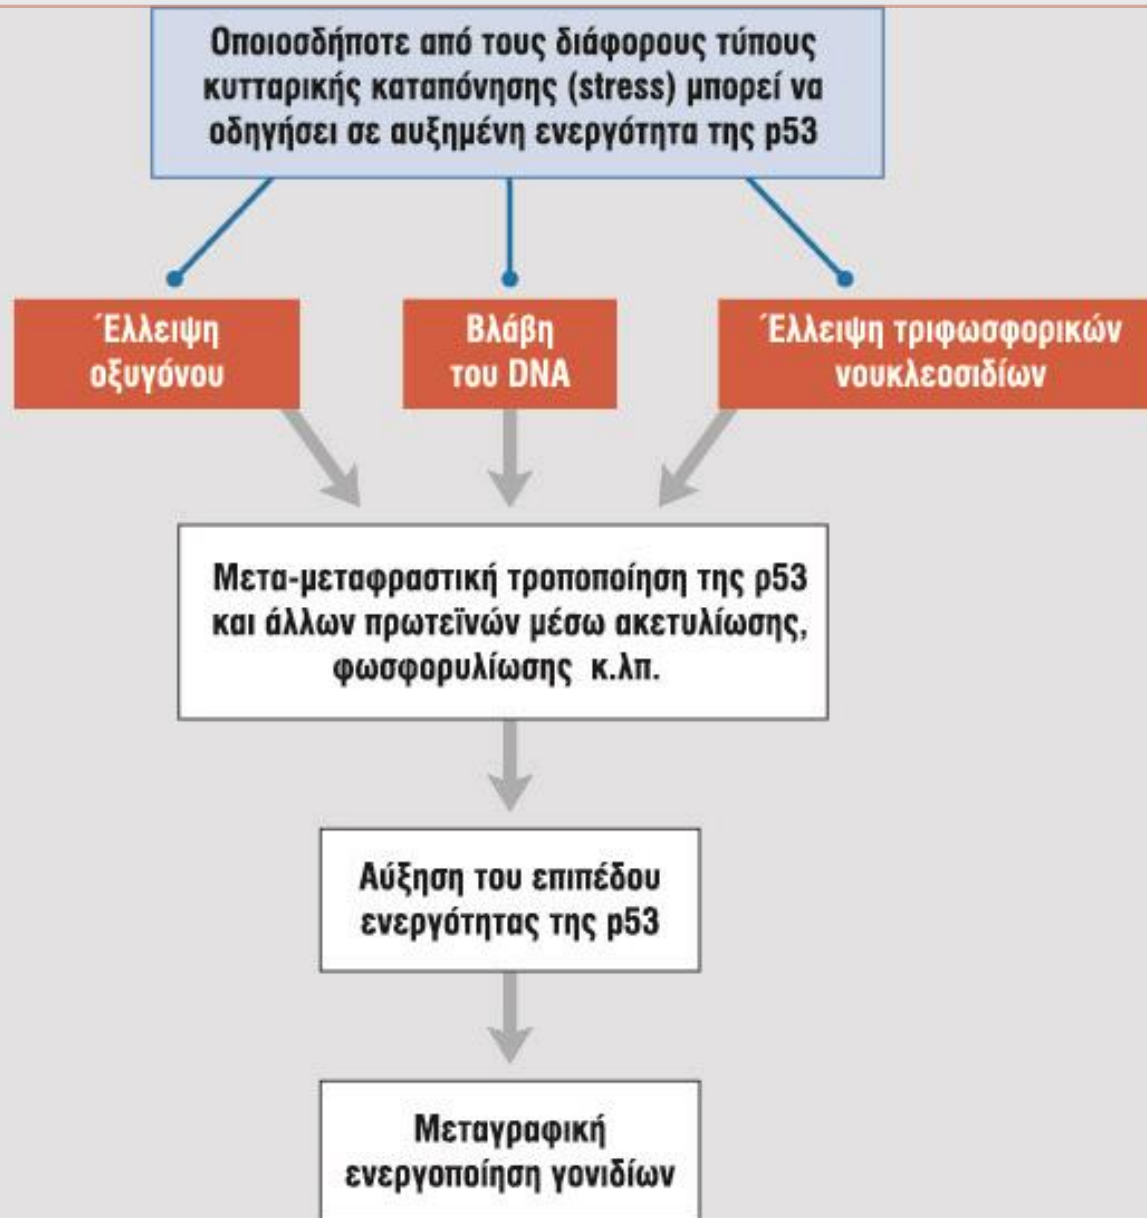 Οποιοσδήποτε από τους διάφορους τύπους
κυτταρικής καταπόνησης (stress) μπορεί να
οδηγήσει σε αυξημένη ενεργότητα της p53
Έλλειψη
οξυγόνου
Βλάβη
του DNA
Έλλειψη τριφωσφορικών
νουκλεοσιδίων
Μετα-μεταφραστική τροποποίηση της ρ53
και άλλων πρωτεϊνών μέσω ακετυλίωσης,
φωσφορυλίωσης κ.λπ.
Αύξηση του επιπέδου
ενεργότητας της p53
Μεταγραφική
ενεργοποίηση γονιδίων